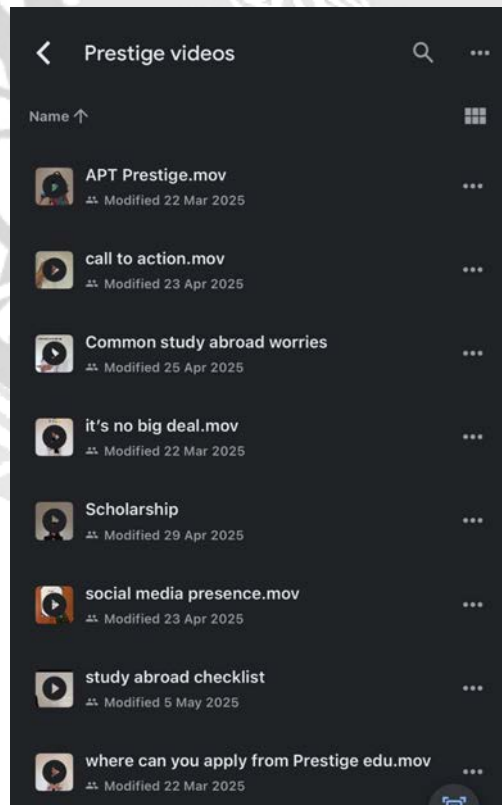 Prestige videos
Name ↑
APT Prestige.mov
Modified 22 Mar 2025
call to action.mov
Modified 23 Apr 2025
Common study abroad worries
Modified 25 Apr 2025
it's no big deal.mov
Modified 22 Mar 2025
Scholarship
Modified 29 Apr 2025
social media presence.mov
Modified 23 Apr 2025
study abroad checklist
Modified 5 May 2025
where can you apply from Prestige edu.mov
Modified 22 Mar 2025